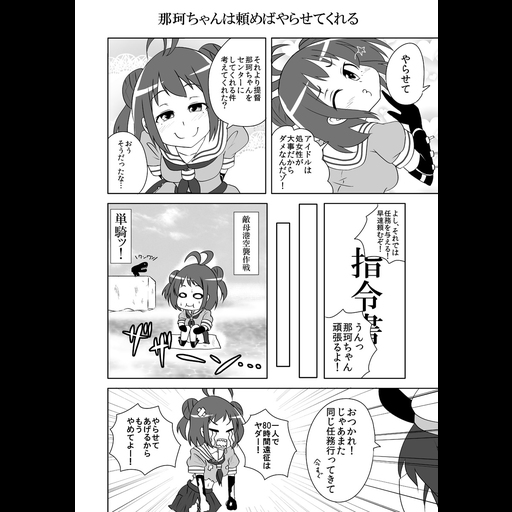 那珂ちゃんは頼めばやらせてくれる
やらせて
アイドルは
処女性が
大事だから
ダメなんだゾ！
それより提督
那珂ちゃんを
センターに
してくれる件
考えてくれた？
おう
そうだったな…
よし、それでは
任務を与える！
早速頼むぞ！
指令書
うんっ
那珂ちゃん
頑張るよ！
敵母港空襲作戦
単騎ッ！
ザザーン…
おつかれ！
じゃあまた
同じ任務行ってきて
一人で
80時間遠征は
ヤダー！
やらせて
あげるから
もう
やめてよー！